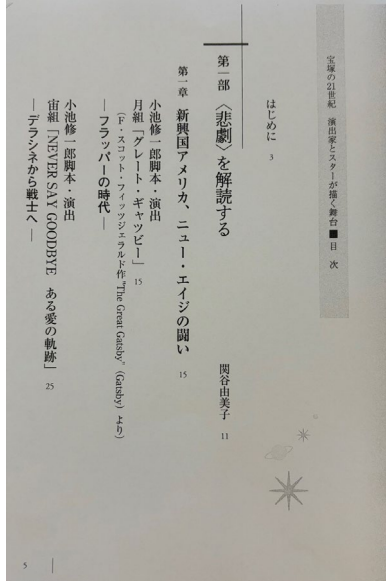 宝塚の21世紀　演出家とスターが描く舞台■目　次
はじめに　3
第一部　〈悲劇〉を解読する　関谷由美子　11
第一章　新興国アメリカ、ニュー・エイジの闘い　15
小池修一郎脚本・演出
月組「グレート・ギャツビー」　15
（F・スコット・フィッツジェラルド作“The Great Gatsby”（Gatsby）より）
―フラッパーの時代―
小池修一郎脚本・演出
宙組「NEVER SAY GOODBYE　ある愛の軌跡」　25
―デラシネから戦士へ―
5